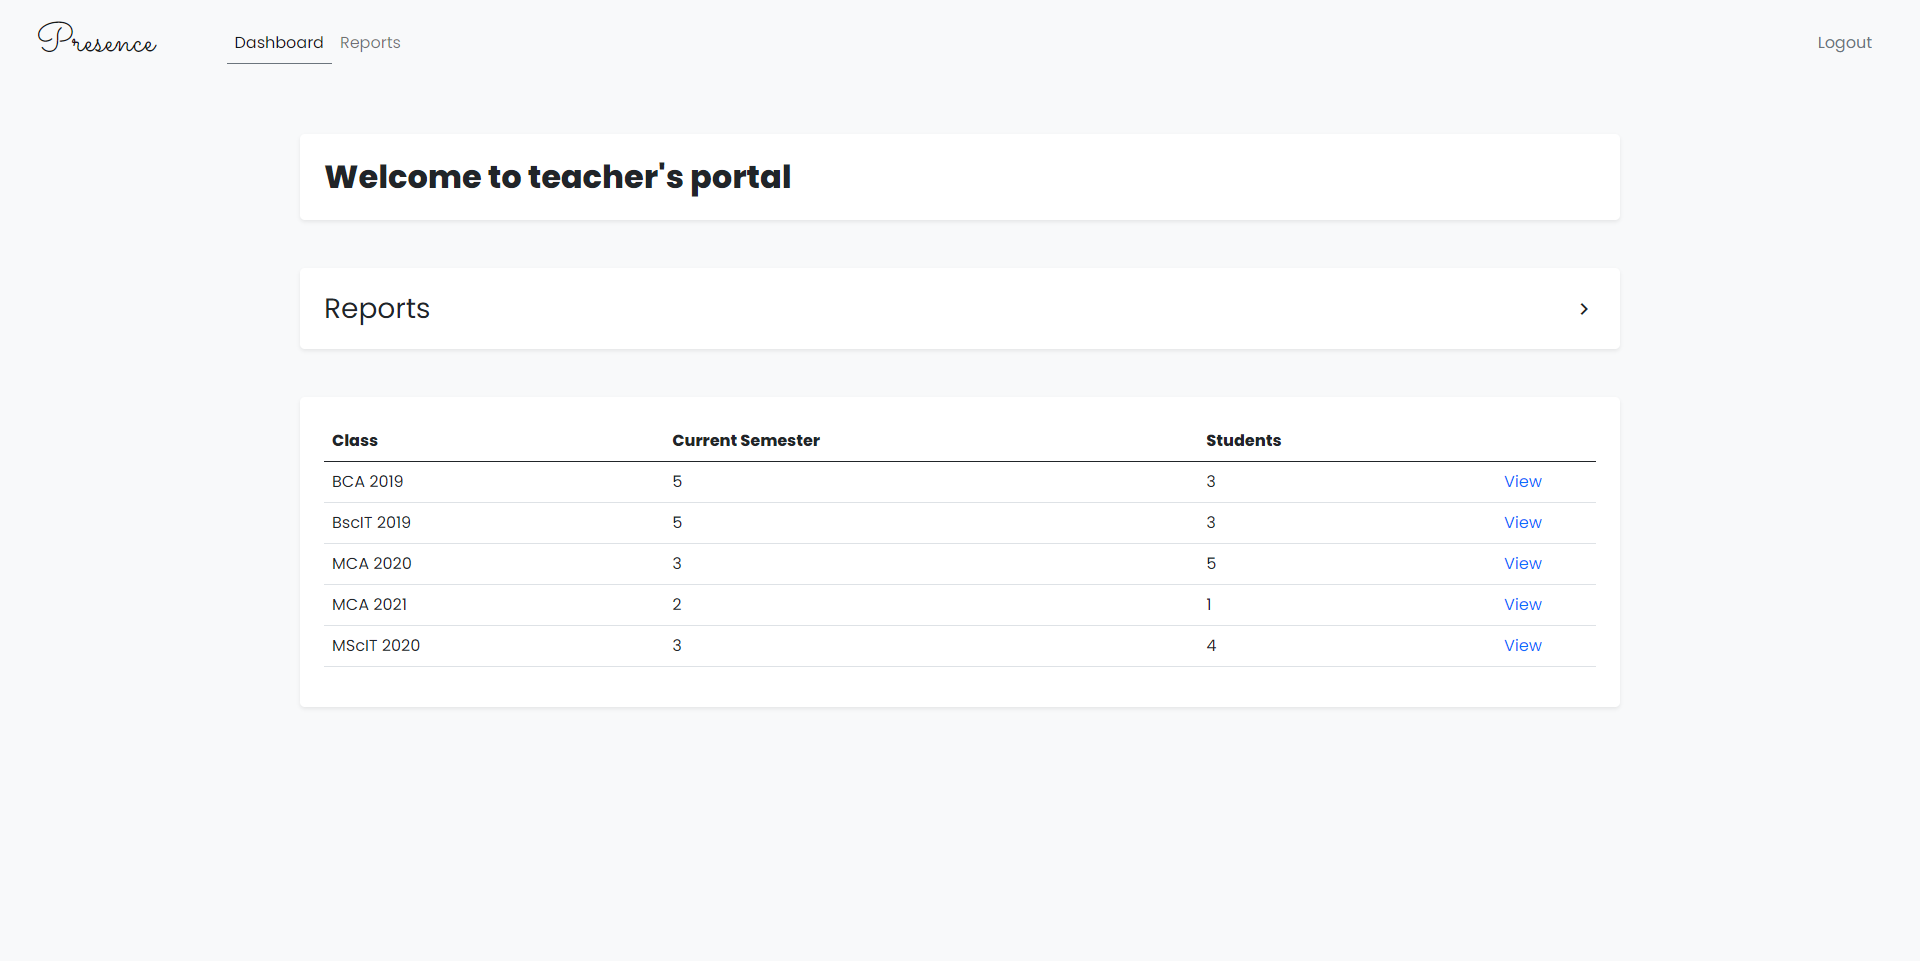 Presence Dashboard Reports Logout
Welcome to teacher's portal
Reports
Class Current Semester Students
BCA 2019 5 3 View
BscIT 2019 5 3 View
MCA 2020 3 5 View
MCA 2021 2 1 View
MScIT 2020 3 4 View